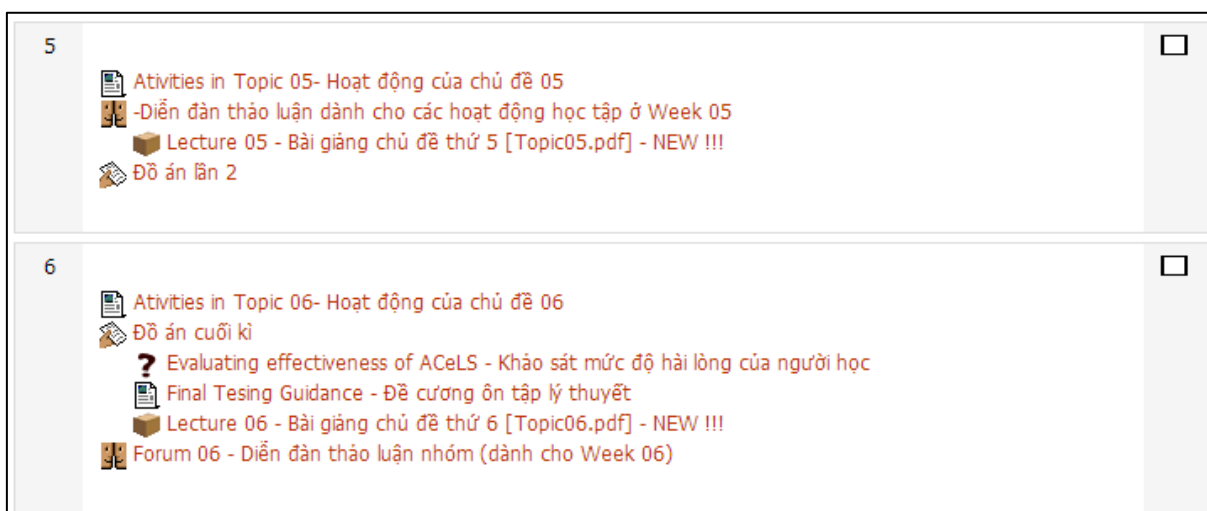 5
Ativities in Topic 05- Hoạt động của chủ đề 05
-Diễn đàn thảo luận dành cho các hoạt động học tập ở Week 05
Lecture 05 - Bài giảng chủ đề thứ 5 [Topic05.pdf] - NEW !!!
Đồ án lần 2
6
Ativities in Topic 06- Hoạt động của chủ đề 06
Đồ án cuối kì
Evaluating effectiveness of ACeLS - Khảo sát mức độ hài lòng của người học
Final Tesing Guidance - Đề cương ôn tập lý thuyết
Lecture 06 - Bài giảng chủ đề thứ 6 [Topic06.pdf] - NEW !!!
Forum 06 - Diễn đàn thảo luận nhóm (dành cho Week 06)